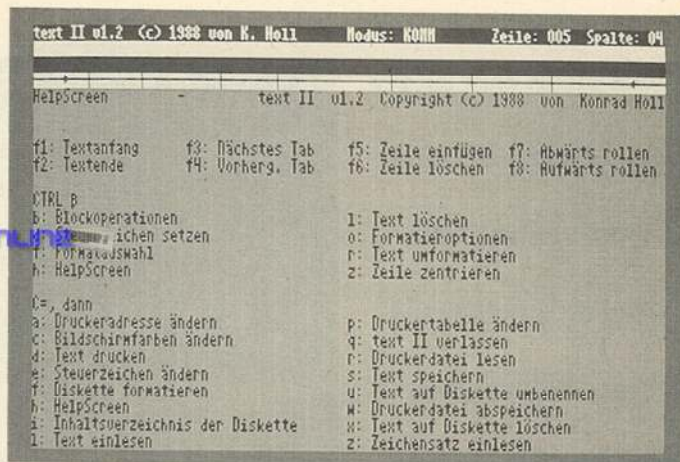 text II v1.2 (c) 1988 von K. Holl Modus: KOMM Zeile: 005 Spalte: 04
HelpScreen - text II v1.2 Copyright (c) 1988 von Konrad Holl
f1: Textanfang f3: Nächstes Tab f5: Zeile einfügen f7: Abwärts rollen
f2: Textende f4: Vorherg. Tab f6: Zeile löschen f8: Aufwärts rollen
CTRL B
b: Blockoperationen l: Text löschen
ichen setzen o: Formatieroptionen
f: Formatauswahl r: Text umformatieren
h: HelpScreen z: Zeile zentrieren
C=, dann
a: Druckeradresse ändern p: Druckertabelle ändern
c: Bildschirmfarben ändern q: text II verlassen
d: Text drucken r: Druckerdatei lesen
e: Steuerzeichen ändern s: Text speichern
f: Diskette formatieren u: Text auf Diskette umbenennen
h: HelpScreen w: Druckerdatei abspeichern
i: Inhaltsverzeichnis der Diskette x: Text auf Diskette löschen
l: Text einlesen z: Zeichensatz einlesen